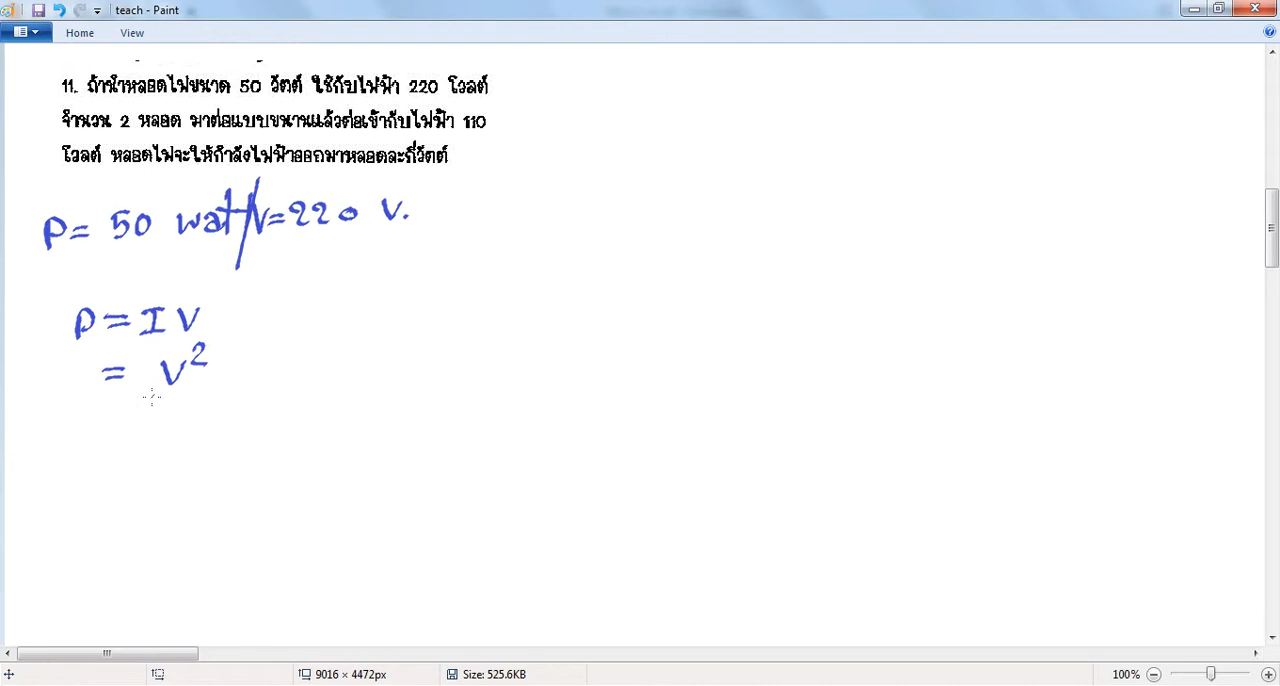 teach - Paint
Home View
11. ถ้านำหลอดไฟขนาด 50 วัตต์ ใช้กับไฟฟ้า 220 โวลต์
จำนวน 2 หลอด มาต่อแบบขนานแล้วต่อเข้ากับไฟฟ้า 110
โวลต์ หลอดไฟจะให้กำลังไฟฟ้าออกมาหลอดละกี่วัตต์
P= 50 watt/V=220 V.
P = I V
= V²
9016 × 4472px Size: 525.6KB 100%